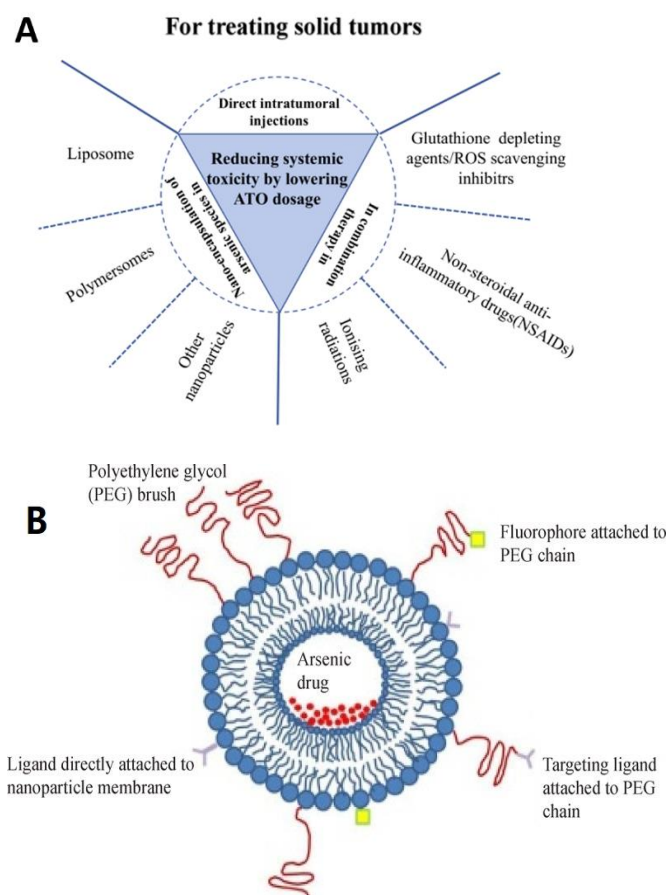 A
For treating solid tumors
Direct intratumoral
injections
Liposome
Glutathione depleting
agents/ROS scavenging
inhibitrs
Reducing systemic
toxicity by lowering
ATO dosage
Nano-encapsulation of
arsenic species in
In combination
therapy in
Polymersomes
Non-steroidal anti-
inflammatory drugs(NSAIDs)
Other
nanoparticles
Ionising
radiations
Polyethylene glycol
(PEG) brush
B
Fluorophore attached to
PEG chain
Arsenic
drug
Ligand directly attached to
nanoparticle membrane
Targeting ligand
attached to PEG
chain